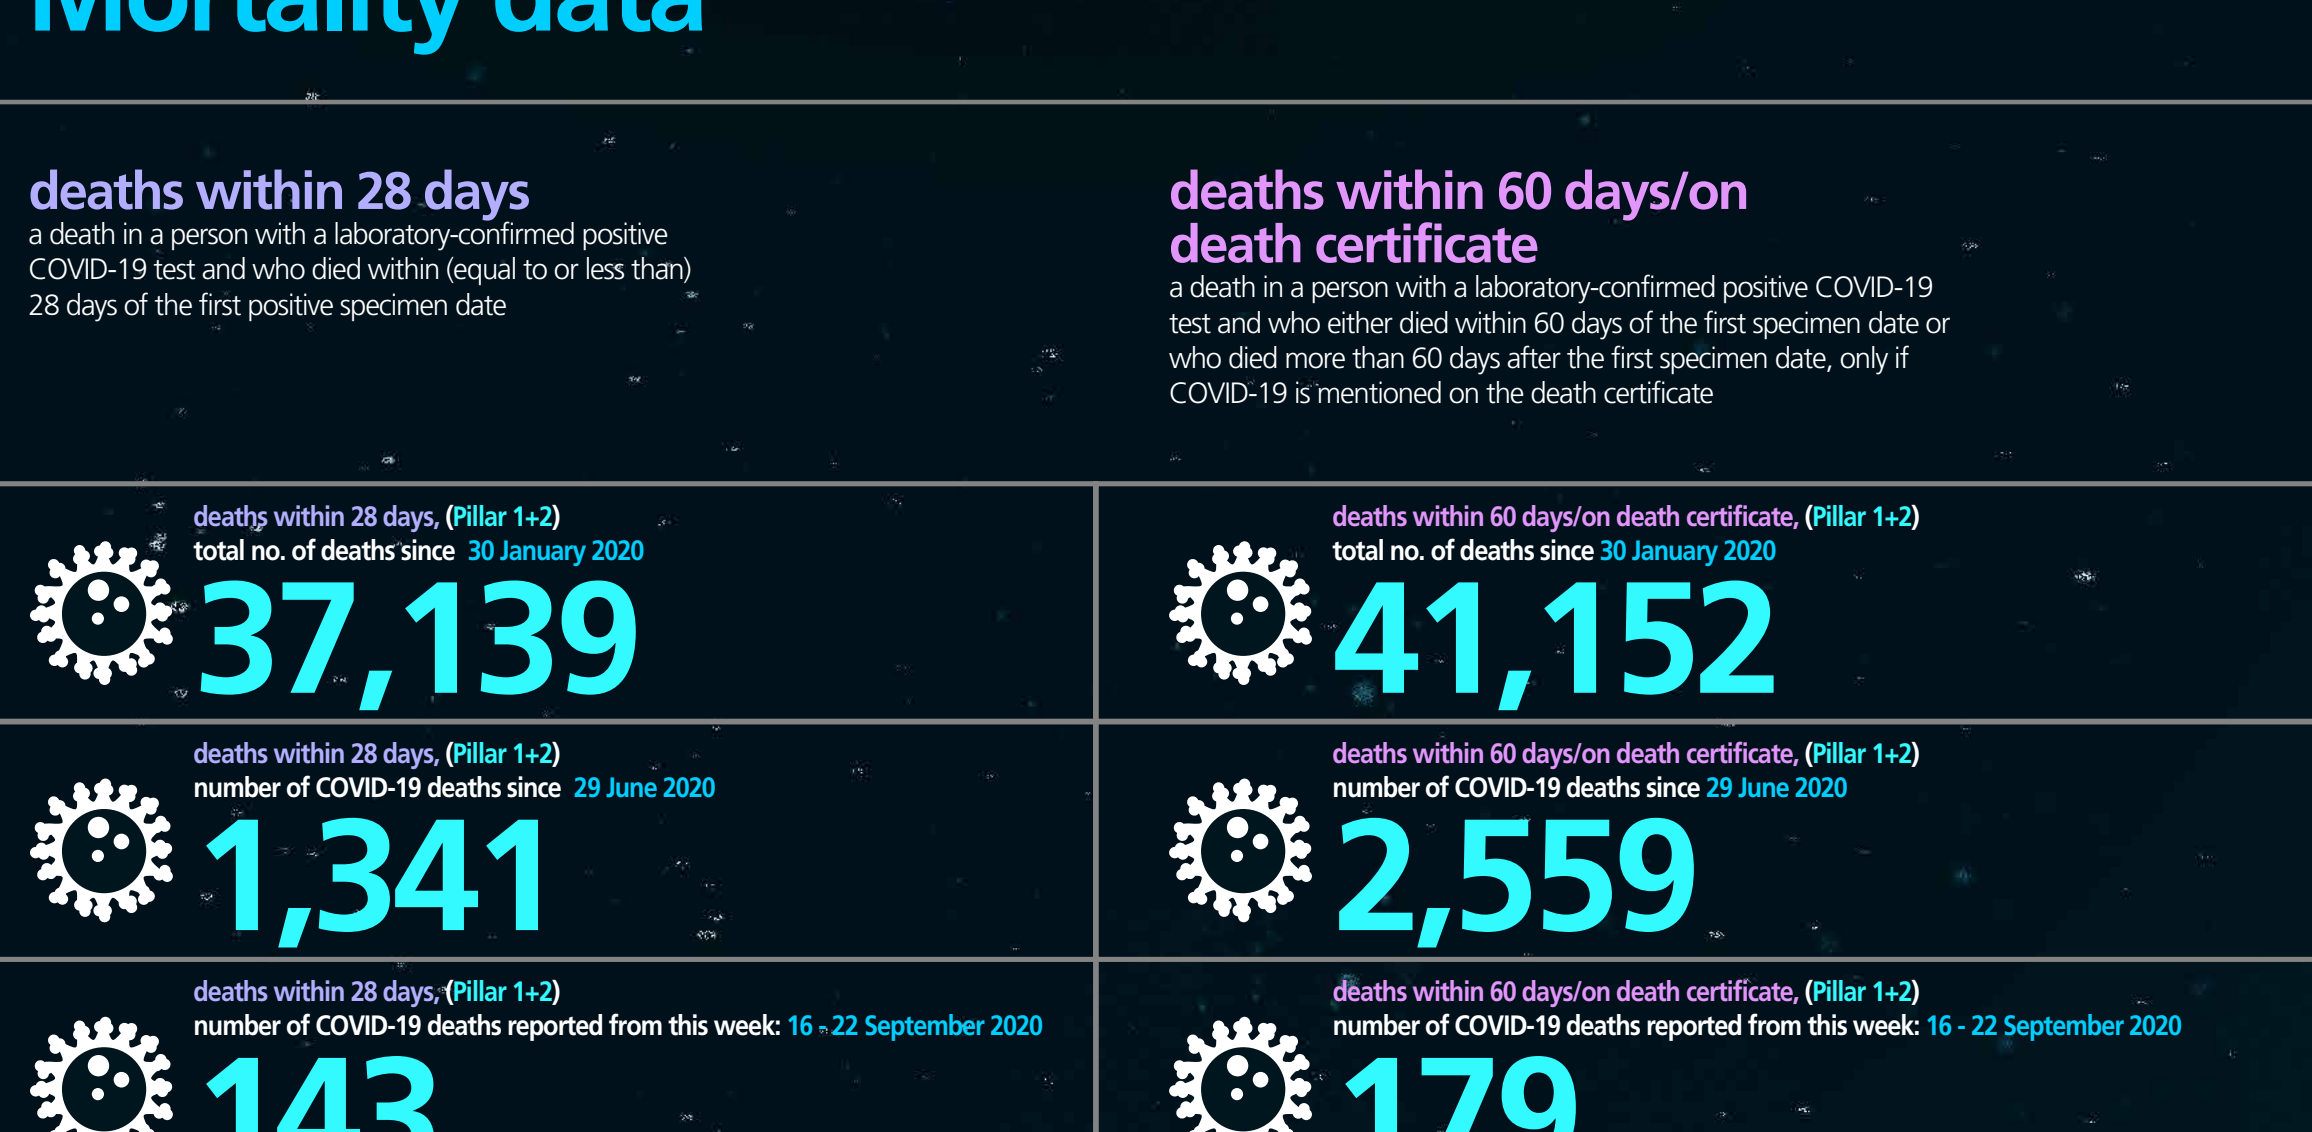 Mortality data
deaths within 28 days
a death in a person with a laboratory-confirmed positive
COVID-19 test and who died within (equal to or less than)
28 days of the first positive specimen date
deaths within 60 days/on
death certificate
a death in a person with a laboratory-confirmed positive COVID-19
test and who either died within 60 days of the first specimen date or
who died more than 60 days after the first specimen date, only if
COVID-19 is mentioned on the death certificate
deaths within 28 days, (Pillar 1+2)
total no. of deaths since 30 January 2020
37,139
deaths within 60 days/on death certificate, (Pillar 1+2)
total no. of deaths since 30 January 2020
41,152
deaths within 28 days, (Pillar 1+2)
number of COVID-19 deaths since 29 June 2020
1,341
deaths within 60 days/on death certificate, (Pillar 1+2)
number of COVID-19 deaths since 29 June 2020
2,559
deaths within 28 days, (Pillar 1+2)
number of COVID-19 deaths reported from this week: 16 - 22 September 2020
143
deaths within 60 days/on death certificate, (Pillar 1+2)
number of COVID-19 deaths reported from this week: 16 - 22 September 2020
179